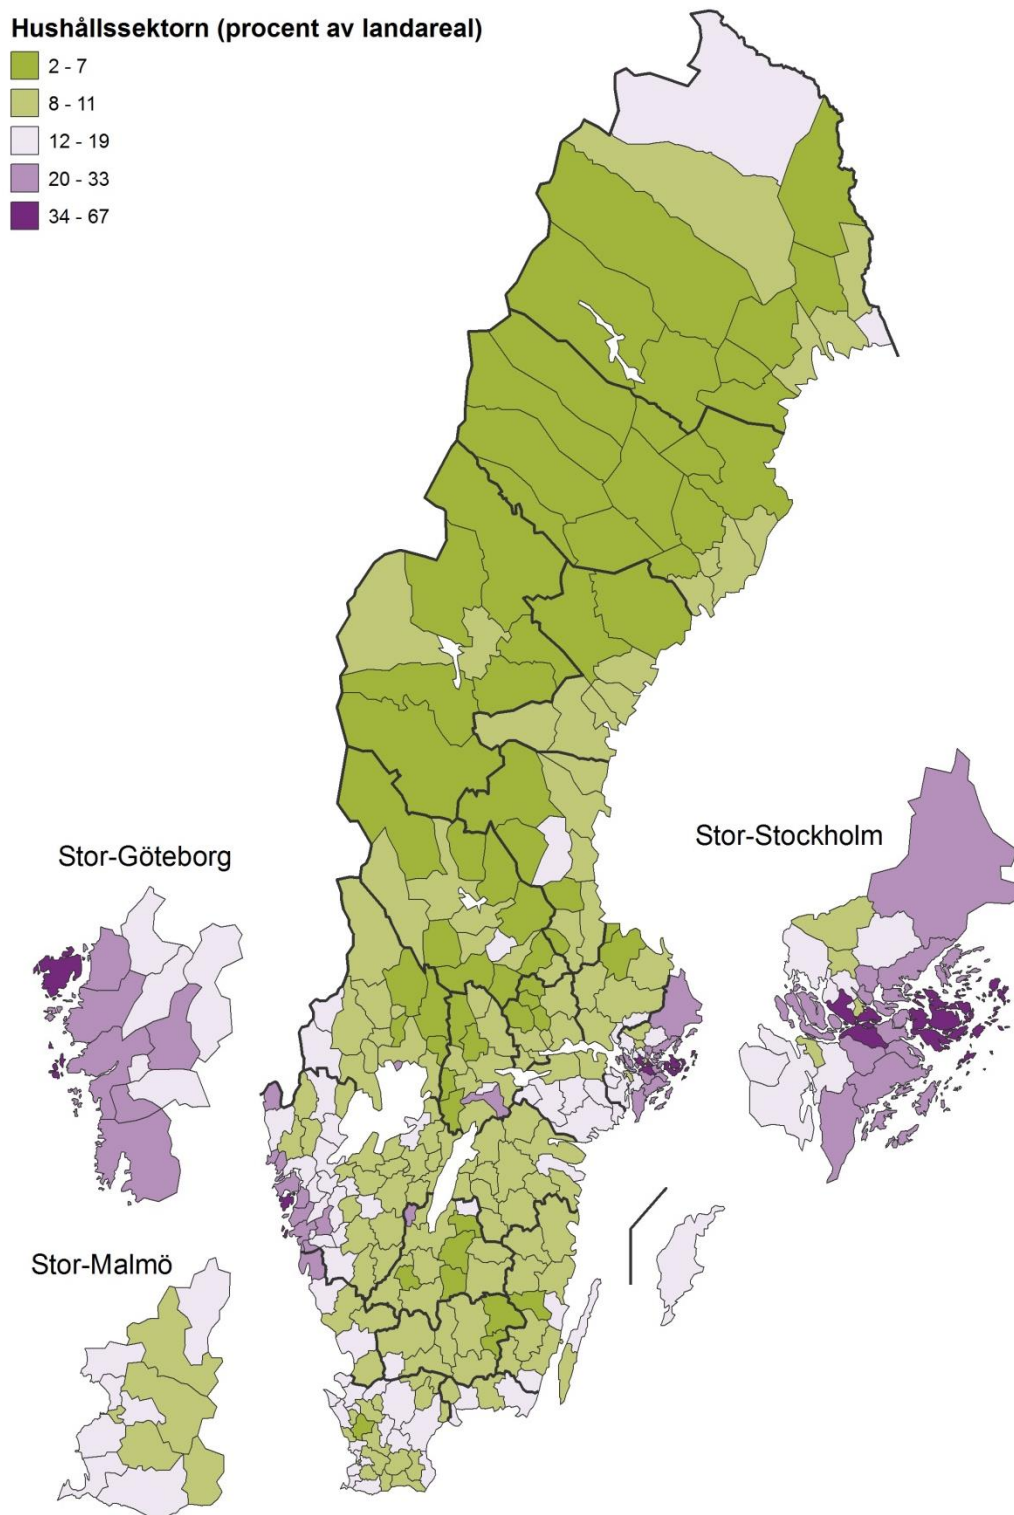 Hushållssektorn (procent av landareal)
2 - 7
8 - 11
12 - 19
20 - 33
34 - 67
Stor-Göteborg
Stor-Stockholm
Stor-Malmö